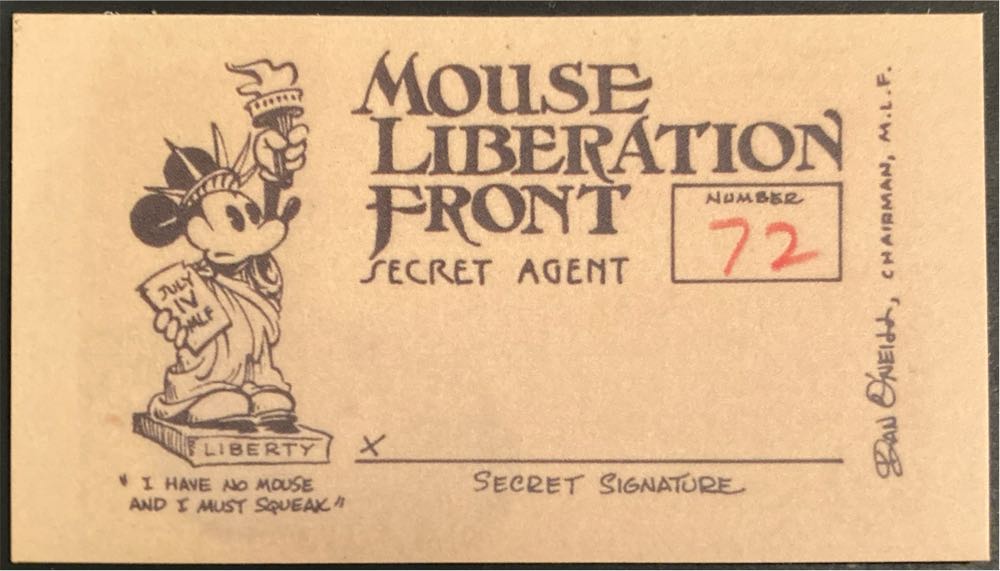 MOUSE
LIBERATION
FRONT
SECRET AGENT
NUMBER
72
JULY
IV
MLF
LIBERTY
" I HAVE NO MOUSE
AND I MUST SQUEAK "
X
SECRET SIGNATURE
DAN O'NEILL, CHAIRMAN, M.L.F.